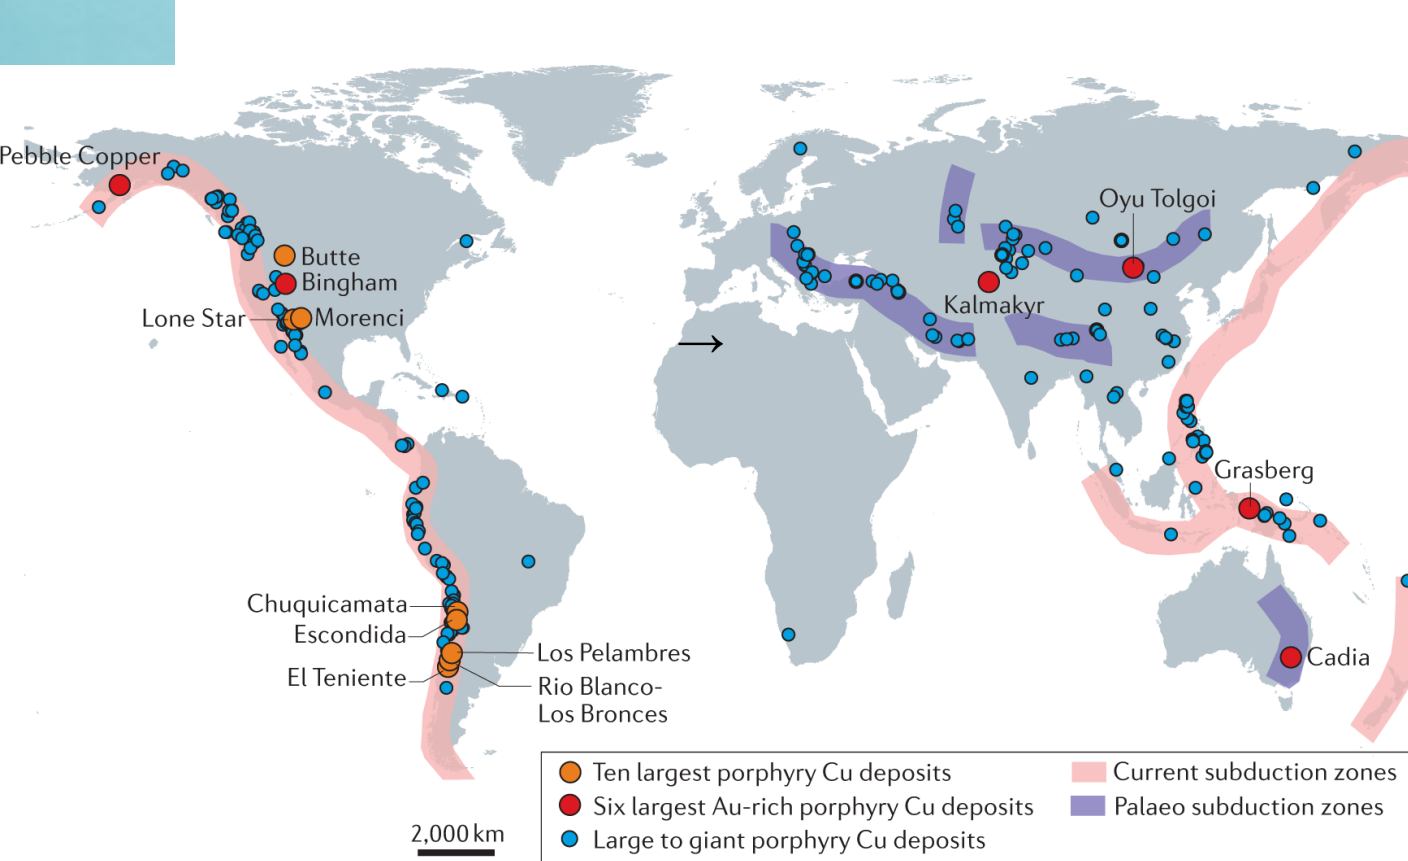 Pebble Copper
Oyu Tolgoi
Butte
Bingham
Kalmakyr
Lone Star
Morenci
→
Grasberg
Chuquicamata
Escondida
Los Pelambres
Cadia
El Teniente
Rio Blanco-
Los Bronces
Ten largest porphyry Cu deposits
Current subduction zones
Six largest Au-rich porphyry Cu deposits
Palaeo subduction zones
2,000 km
Large to giant porphyry Cu deposits